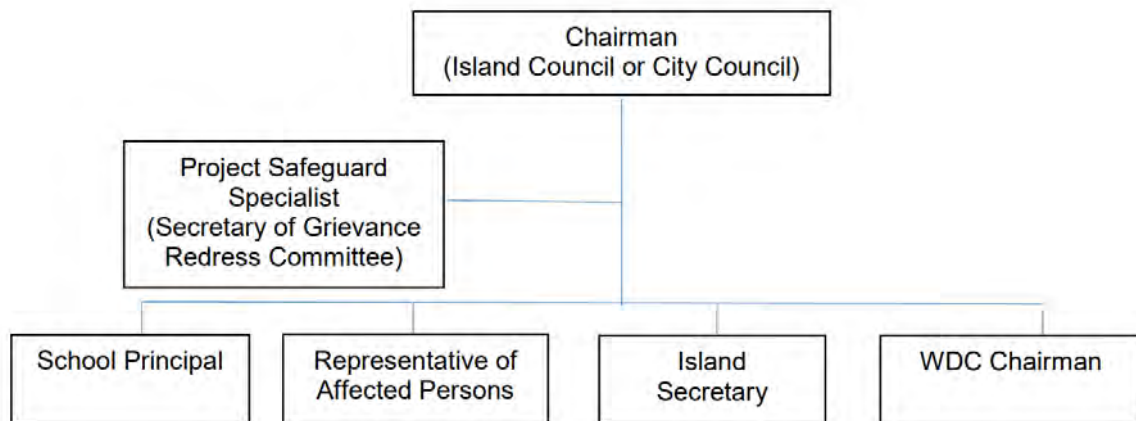 Chairman
(Island Council or City Council)
Project Safeguard
Specialist
(Secretary of Grievance
Redress Committee)
School Principal
Representative of
Affected Persons
Island
Secretary
WDC Chairman